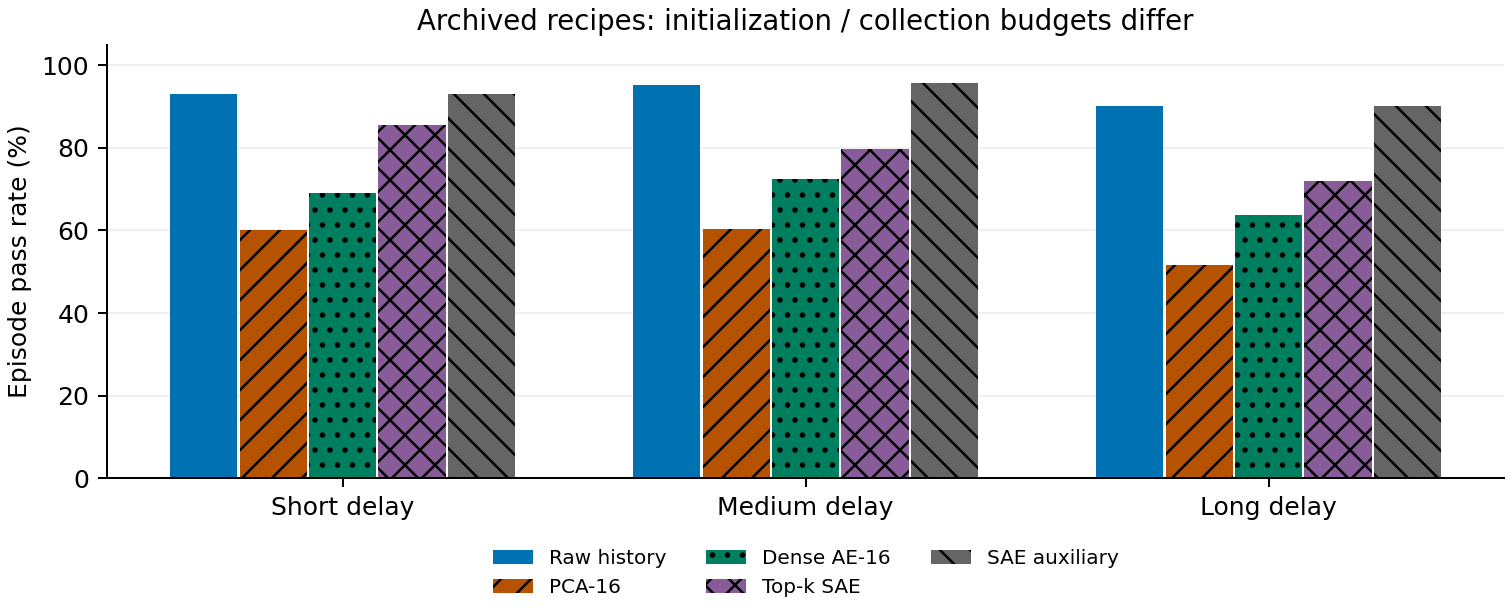 Archived recipes: initialization / collection budgets differ
Episode pass rate (%)
100
80
60
40
20
0
Short delay
Medium delay
Long delay
Raw history
PCA-16
Dense AE-16
Top-k SAE
SAE auxiliary